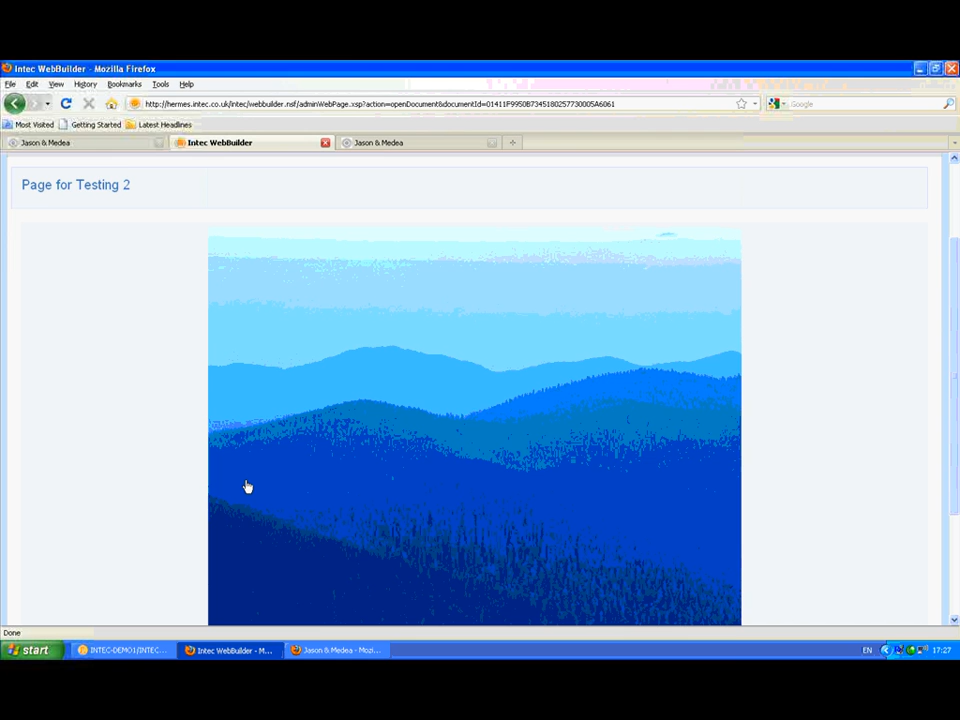 Intec WebBuilder - Mozilla Firefox
File Edit View History Bookmarks Tools Help
http://hermes.intec.co.uk/intec/webbuilder.nsf/adminWebPage.xsp?action=openDocument&documentId=01411F9950B7345180257730005A6061
Google
Most Visited Getting Started Latest Headlines
Jason & Medea Intec WebBuilder Jason & Medea
Page for Testing 2
Done
start INTEC-DEMO1/INTEC... Intec WebBuilder - M... Jason & Medea - Mozi... EN 17:27